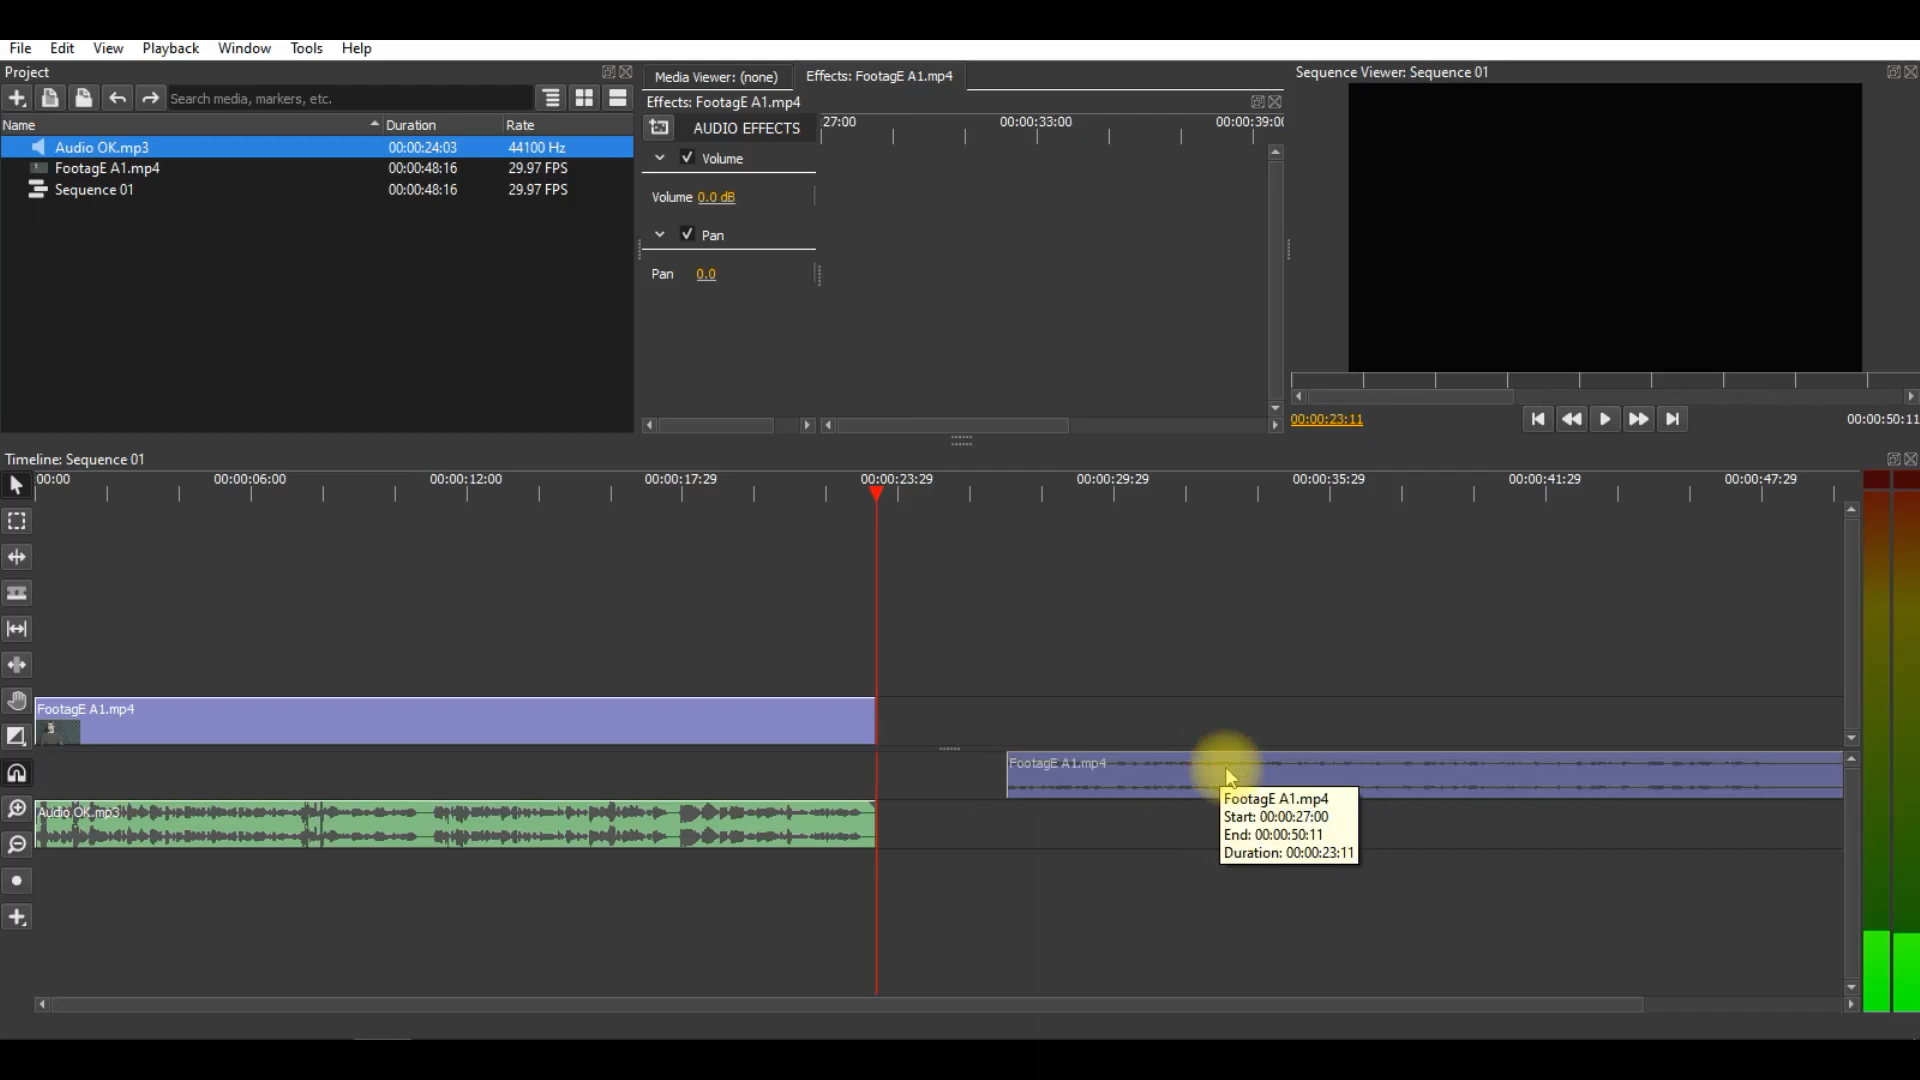 File Edit View Playback Window Tools Help
Project
Search media, markers, etc.
Name Duration Rate
Audio OK.mp3 00:00:24:03 44100 Hz
FootagE A1.mp4 00:00:48:16 29.97 FPS
Sequence 01 00:00:48:16 29.97 FPS
Media Viewer: (none) Effects: FootagE A1.mp4
Effects: FootagE A1.mp4
AUDIO EFFECTS
27:00 00:00:33:00 00:00:39:00
Volume
Volume 0.0 dB
Pan
Pan 0.0
Sequence Viewer: Sequence 01
00:00:23:11 00:00:50:11
Timeline: Sequence 01
00:00 00:00:06:00 00:00:12:00 00:00:17:29 00:00:23:29 00:00:29:29 00:00:35:29 00:00:41:29 00:00:47:29
FootagE A1.mp4
FootagE A1.mp4
Audio OK.mp3
FootagE A1.mp4
Start: 00:00:27:00
End: 00:00:50:11
Duration: 00:00:23:11